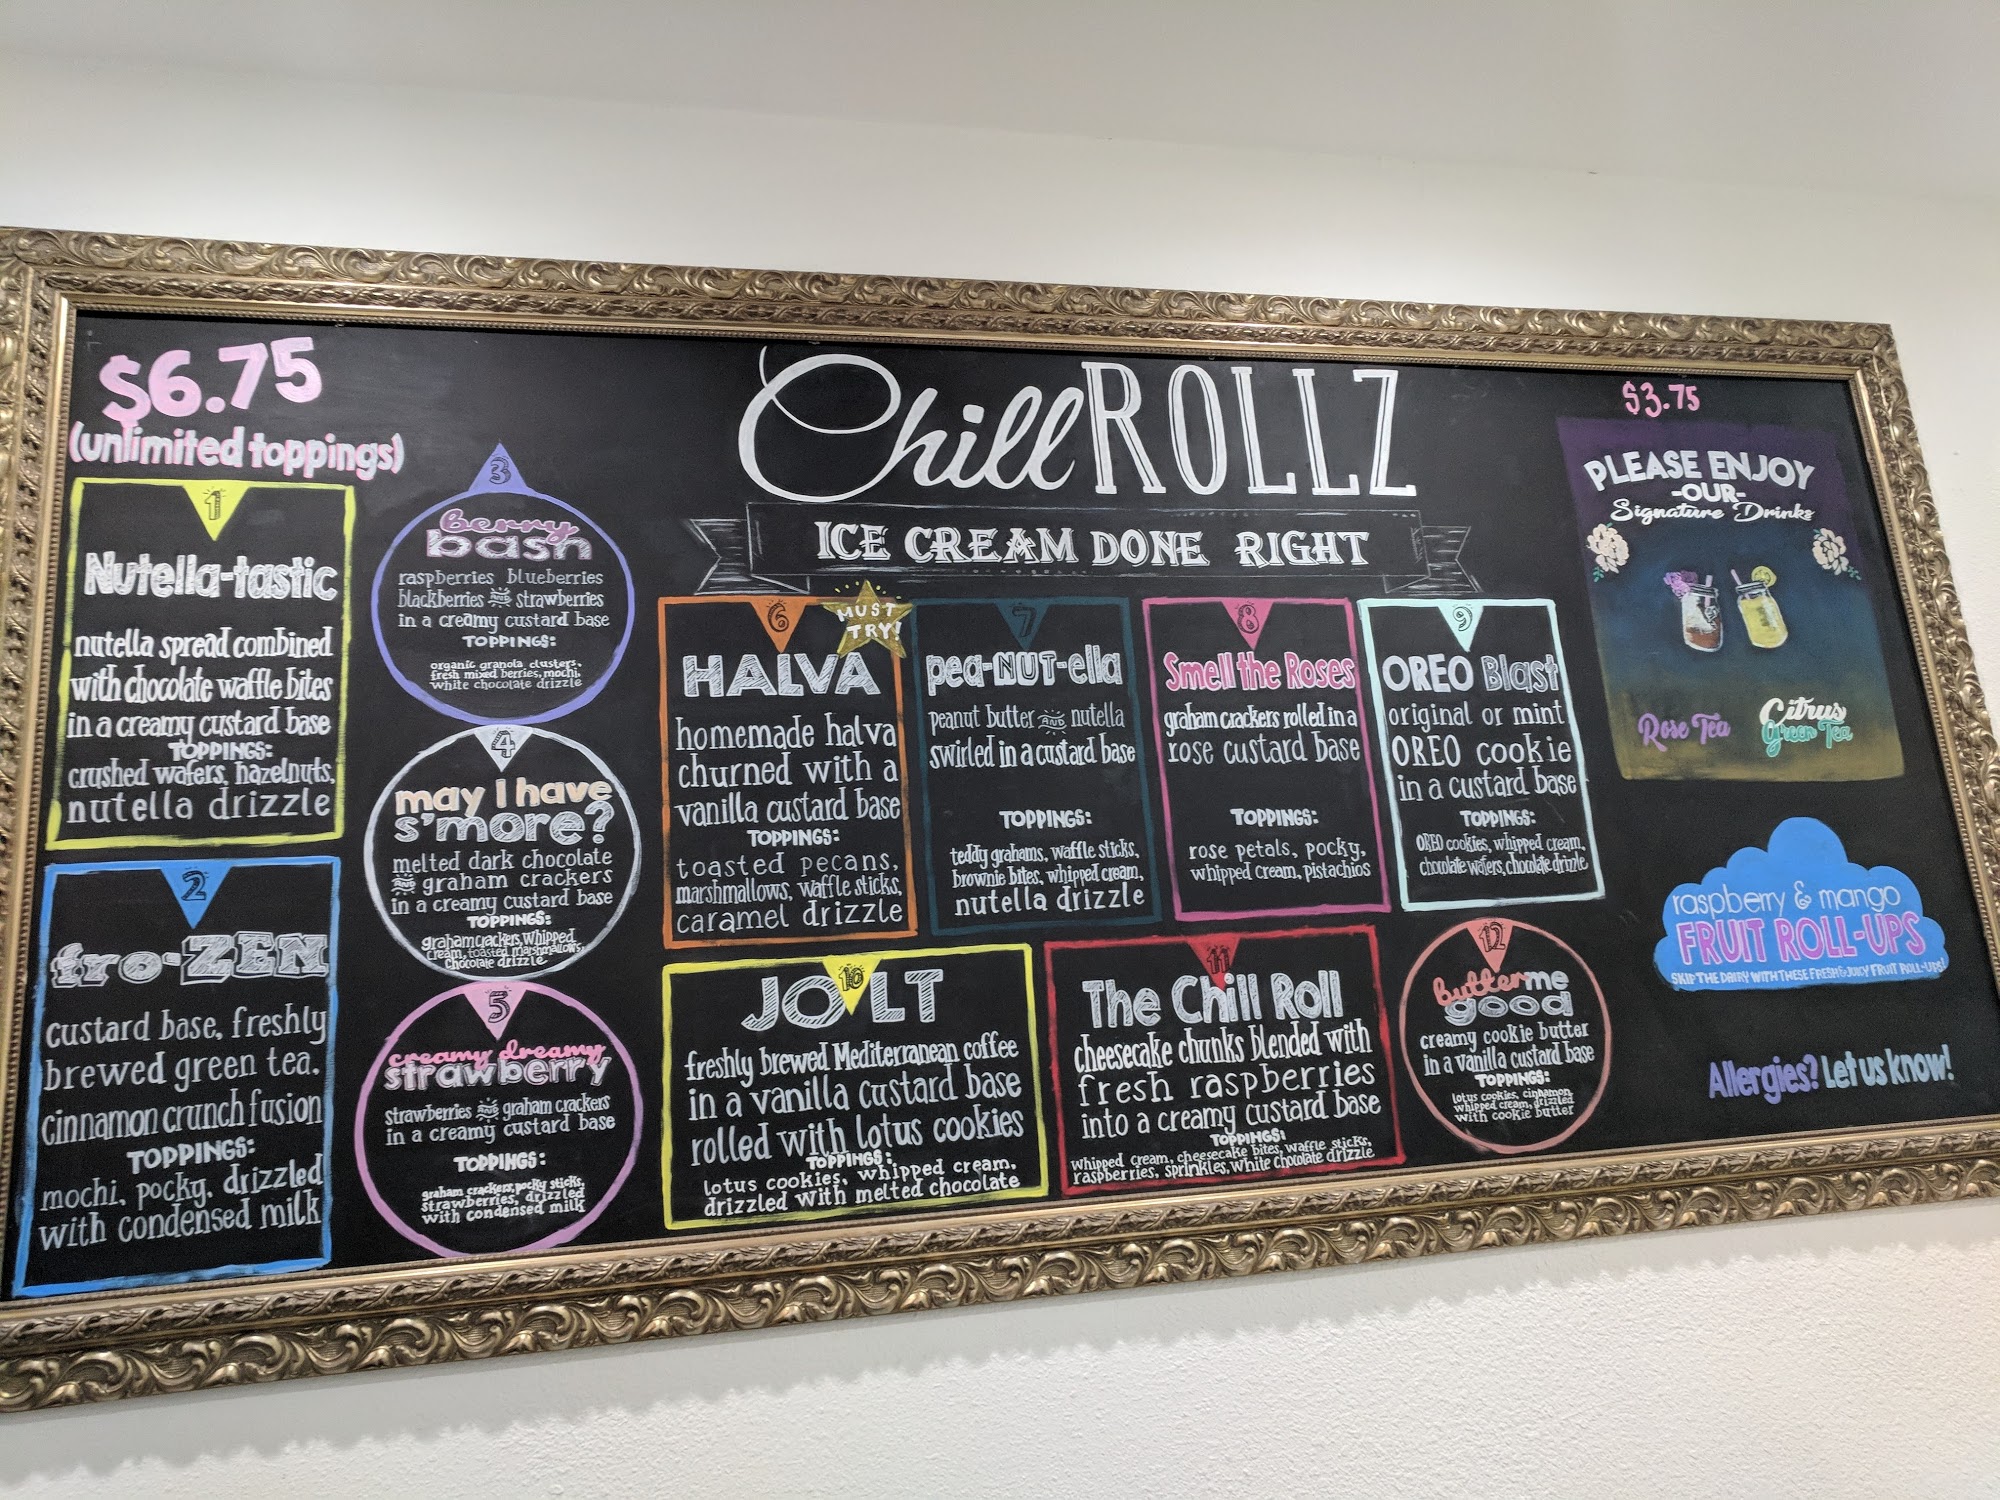 $6.75
(unlimited toppings)
1
Nutella-tastic
nutella spread combined
with chocolate waffle bites
in a creamy custard base
TOPPINGS:
crushed wafers, hazelnuts,
nutella drizzle
2
fro-ZEN
custard base, freshly
brewed green tea,
cinnamon crunch fusion
TOPPINGS:
mochi, pocky, drizzled
with condensed milk
3
berry
bash
raspberries blueberries
blackberries AND strawberries
in a creamy custard base
TOPPINGS:
organic granola clusters,
fresh mixed berries, mochi,
white chocolate drizzle
4
may I have
s'more?
melted dark chocolate
AND graham crackers
in a creamy custard base
TOPPINGS:
graham crackers, whipped
cream, toasted marshmallows,
chocolate drizzle
5
creamy dreamy
strawberry
strawberries AND graham crackers
in a creamy custard base
TOPPINGS:
graham crackers, pocky sticks,
strawberries, drizzled
with condensed milk
Chill ROLLZ
ICE CREAM DONE RIGHT
6
MUST
TRY!
HALVA
homemade halva
churned with a
vanilla custard base
TOPPINGS:
toasted pecans,
marshmallows, waffle sticks,
caramel drizzle
7
pea-NUT-ella
peanut butter AND nutella
swirled in a custard base
TOPPINGS:
teddy grahams, waffle sticks,
brownie bites, whipped cream,
nutella drizzle
8
Smell the Roses
graham crackers rolled in a
rose custard base
TOPPINGS:
rose petals, pocky,
whipped cream, pistachios
9
OREO Blast
original or mint
OREO cookie
in a custard base
TOPPINGS:
OREO cookies, whipped cream,
chocolate wafers, chocolate drizzle
10
JOLT
freshly brewed Mediterranean coffee
in a vanilla custard base
rolled with lotus cookies
TOPPINGS:
lotus cookies, whipped cream,
drizzled with melted chocolate
11
The Chill Roll
cheesecake chunks blended with
fresh raspberries
into a creamy custard base
TOPPINGS:
whipped cream, cheesecake bites, waffle sticks,
raspberries, sprinkles, white chocolate drizzle
12
butter me
good
creamy cookie butter
in a vanilla custard base
TOPPINGS:
lotus cookies, cinnamon,
whipped cream, drizzled
with cookie butter
$3.75
PLEASE ENJOY
-OUR-
Signature Drinks
Rose Tea
Citrus
Green Tea
raspberry & mango
FRUIT ROLL-UPS
SKIP THE DAIRY WITH THESE FRESH & JUICY FRUIT ROLL-UPS!
Allergies? Let us know!